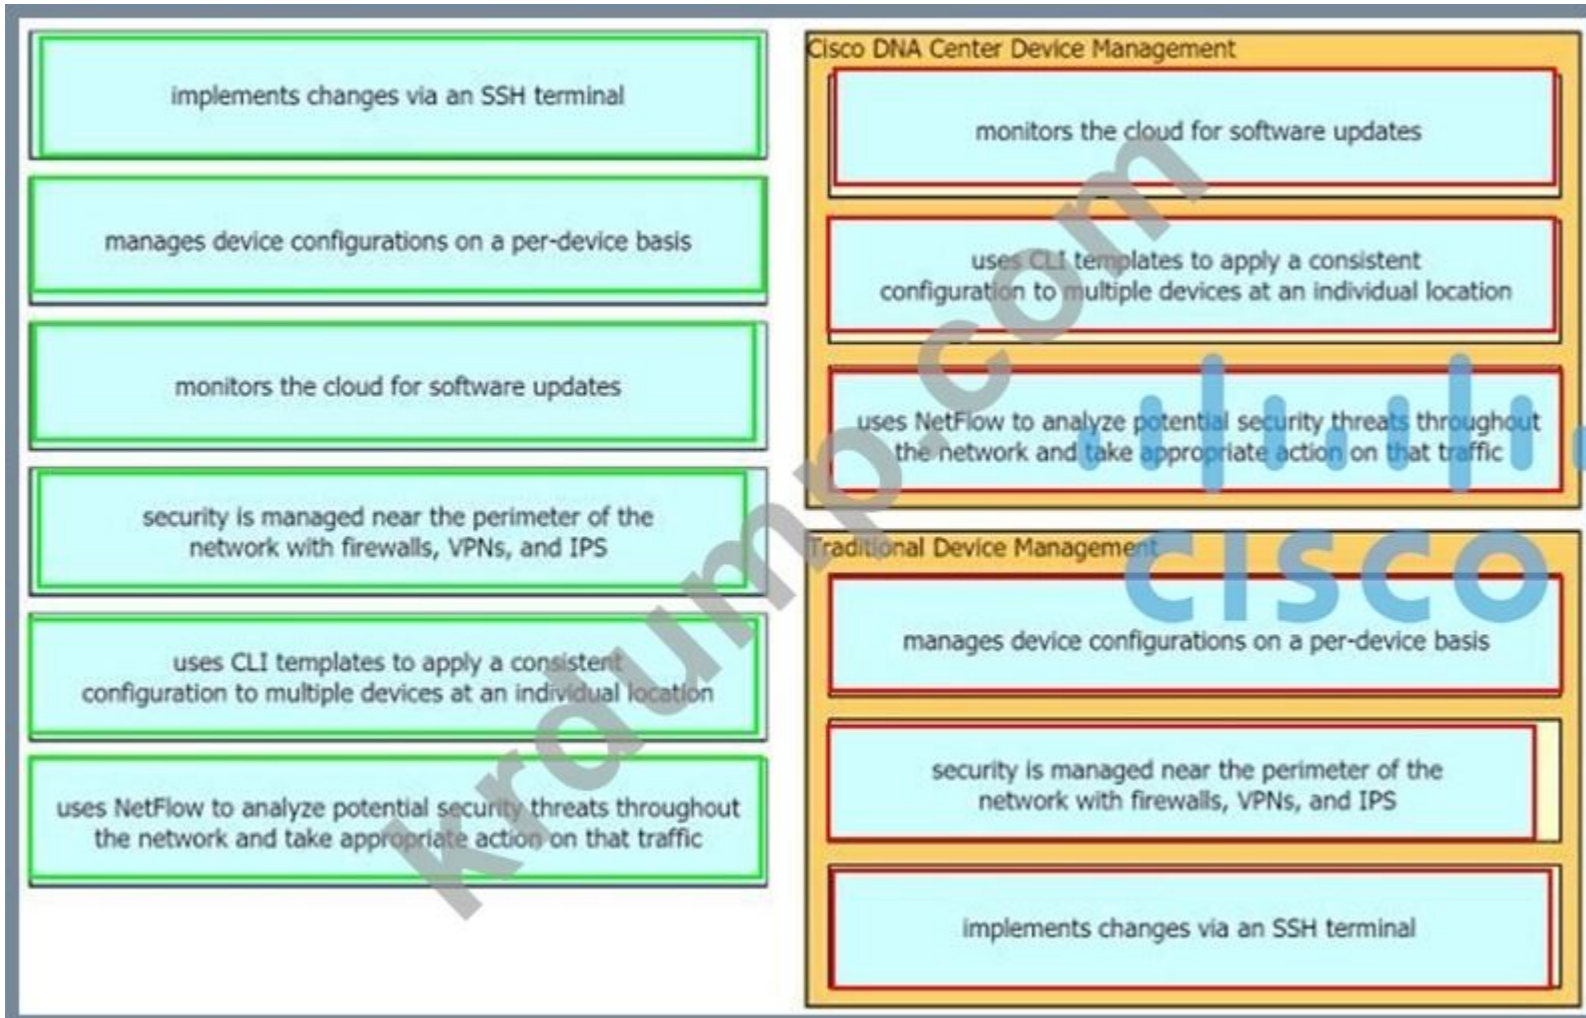 implements changes via an SSH terminal
manages device configurations on a per-device basis
monitors the cloud for software updates
security is managed near the perimeter of the
network with firewalls, VPNs, and IPS
uses CLI templates to apply a consistent
configuration to multiple devices at an individual location
uses NetFlow to analyze potential security threats throughout
the network and take appropriate action on that traffic
Cisco DNA Center Device Management
monitors the cloud for software updates
uses CLI templates to apply a consistent
configuration to multiple devices at an individual location
uses NetFlow to analyze potential security threats throughout
the network and take appropriate action on that traffic
Traditional Device Management
manages device configurations on a per-device basis
security is managed near the perimeter of the
network with firewalls, VPNs, and IPS
implements changes via an SSH terminal
krdump.com
CISCO